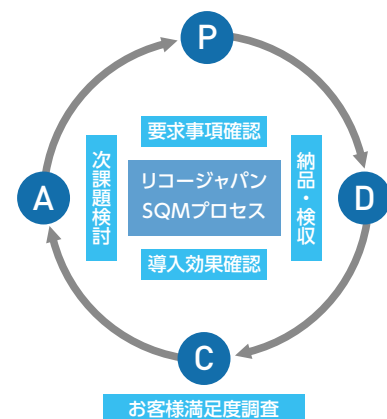 P
要求事項確認
次課題検討
リコージャパン
SQMプロセス
納品・検収
A
D
導入効果確認
C
お客様満足度調査